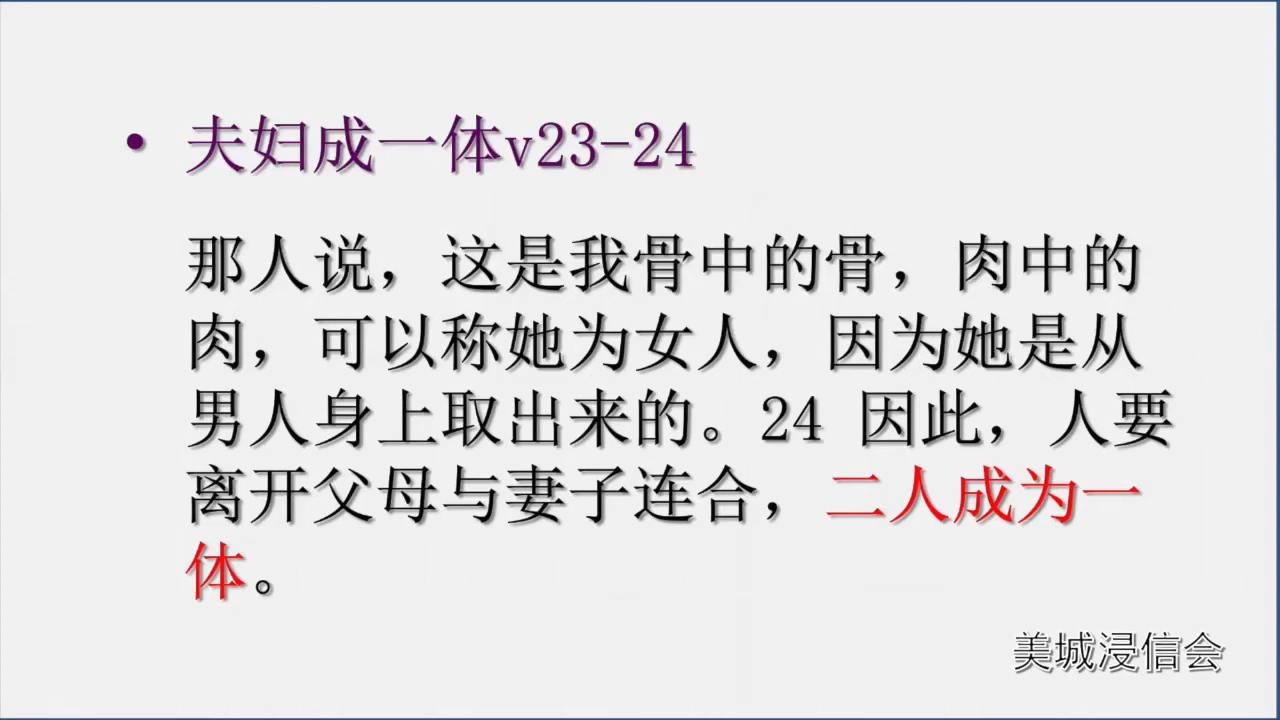 • 夫妇成一体v23-24
那人说，这是我骨中的骨，肉中的
肉，可以称她为女人，因为她是从
男人身上取出来的。24 因此，人要
离开父母与妻子连合，二人成为一
体。
美城浸信会